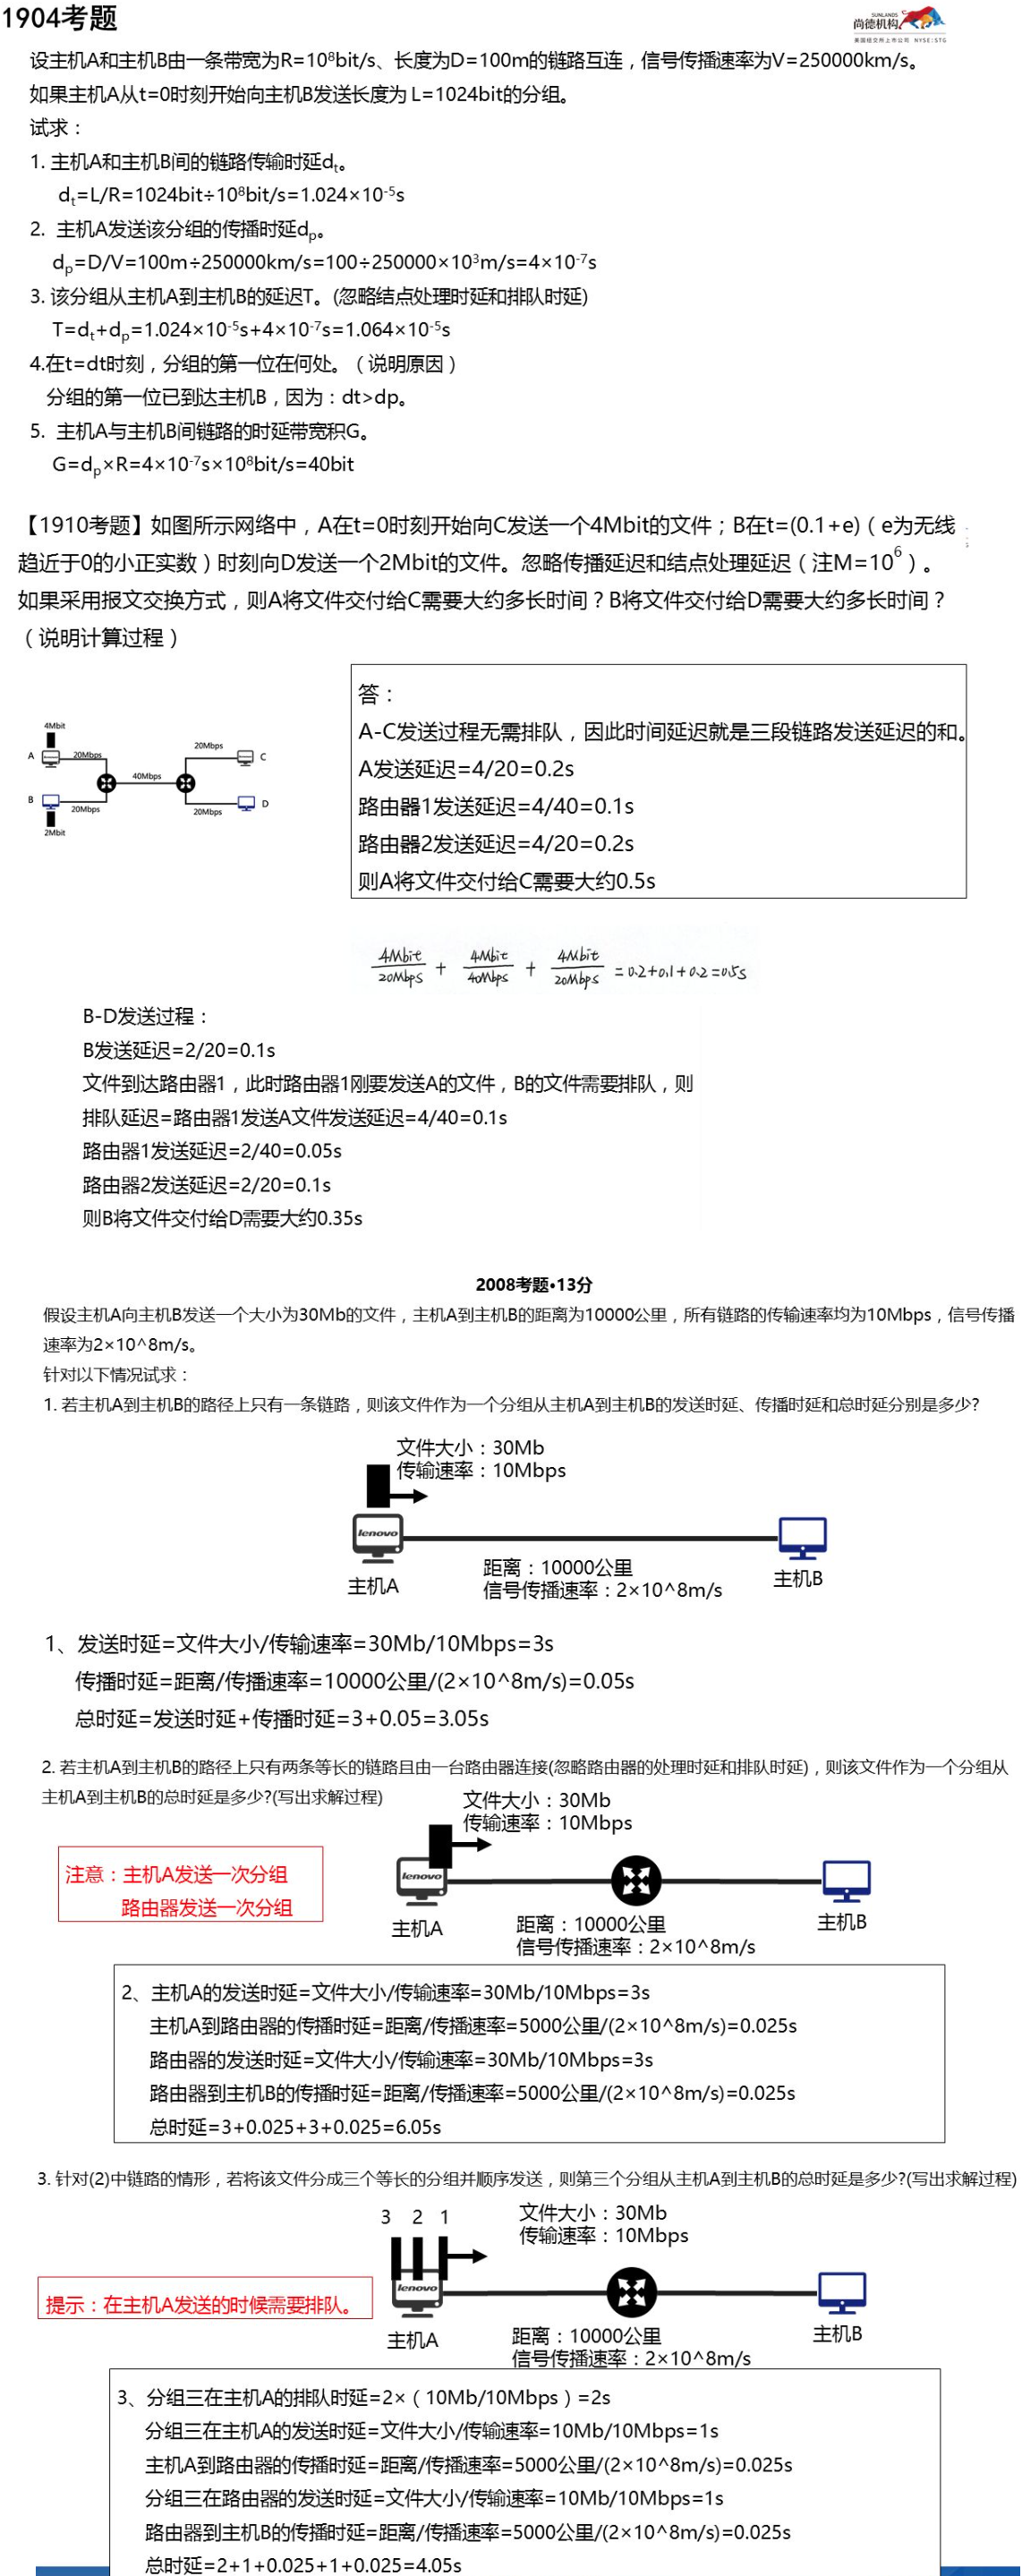 1904考题
SUNLANDS
尚德机构
美国纽交所上市公司 NYSE:STG
设主机A和主机B由一条带宽为R=10⁸bit/s、长度为D=100m的链路互连，信号传播速率为V=250000km/s。
如果主机A从t=0时刻开始向主机B发送长度为 L=1024bit的分组。
试求：
1. 主机A和主机B间的链路传输时延dₜ。
dₜ=L/R=1024bit÷10⁸bit/s=1.024×10⁻⁵s
2. 主机A发送该分组的传播时延dₚ。
dₚ=D/V=100m÷250000km/s=100÷250000×10³m/s=4×10⁻⁷s
3. 该分组从主机A到主机B的延迟T。(忽略结点处理时延和排队时延)
T=dₜ+dₚ=1.024×10⁻⁵s+4×10⁻⁷s=1.064×10⁻⁵s
4.在t=dt时刻，分组的第一位在何处。（说明原因）
分组的第一位已到达主机B，因为：dt>dp。
5. 主机A与主机B间链路的时延带宽积G。
G=dₚ×R=4×10⁻⁷s×10⁸bit/s=40bit
【1910考题】如图所示网络中，A在t=0时刻开始向C发送一个4Mbit的文件；B在t=(0.1+e)（e为无线
趋近于0的小正实数）时刻向D发送一个2Mbit的文件。忽略传播延迟和结点处理延迟（注M=10⁶）。
如果采用报文交换方式，则A将文件交付给C需要大约多长时间？B将文件交付给D需要大约多长时间？
（说明计算过程）
4Mbit
A
20Mbps
40Mbps
20Mbps
C
B
20Mbps
20Mbps
D
2Mbit
答：
A-C发送过程无需排队，因此时间延迟就是三段链路发送延迟的和。
A发送延迟=4/20=0.2s
路由器1发送延迟=4/40=0.1s
路由器2发送延迟=4/20=0.2s
则A将文件交付给C需要大约0.5s
4Mbit/20Mbps + 4Mbit/40Mbps + 4Mbit/20Mbps =0.2+0.1+0.2=0.5s
B-D发送过程：
B发送延迟=2/20=0.1s
文件到达路由器1，此时路由器1刚要发送A的文件，B的文件需要排队，则
排队延迟=路由器1发送A文件发送延迟=4/40=0.1s
路由器1发送延迟=2/40=0.05s
路由器2发送延迟=2/20=0.1s
则B将文件交付给D需要大约0.35s
2008考题•13分
假设主机A向主机B发送一个大小为30Mb的文件，主机A到主机B的距离为10000公里，所有链路的传输速率均为10Mbps，信号传播
速率为2×10^8m/s。
针对以下情况试求：
1. 若主机A到主机B的路径上只有一条链路，则该文件作为一个分组从主机A到主机B的发送时延、传播时延和总时延分别是多少?
文件大小：30Mb
传输速率：10Mbps
lenovo
主机A
距离：10000公里
信号传播速率：2×10^8m/s
主机B
1、发送时延=文件大小/传输速率=30Mb/10Mbps=3s
传播时延=距离/传播速率=10000公里/(2×10^8m/s)=0.05s
总时延=发送时延+传播时延=3+0.05=3.05s
2. 若主机A到主机B的路径上只有两条等长的链路且由一台路由器连接(忽略路由器的处理时延和排队时延)，则该文件作为一个分组从
主机A到主机B的总时延是多少?(写出求解过程)
文件大小：30Mb
传输速率：10Mbps
注意：主机A发送一次分组
路由器发送一次分组
lenovo
主机A
距离：10000公里
信号传播速率：2×10^8m/s
主机B
2、主机A的发送时延=文件大小/传输速率=30Mb/10Mbps=3s
主机A到路由器的传播时延=距离/传播速率=5000公里/(2×10^8m/s)=0.025s
路由器的发送时延=文件大小/传输速率=30Mb/10Mbps=3s
路由器到主机B的传播时延=距离/传播速率=5000公里/(2×10^8m/s)=0.025s
总时延=3+0.025+3+0.025=6.05s
3. 针对(2)中链路的情形，若将该文件分成三个等长的分组并顺序发送，则第三个分组从主机A到主机B的总时延是多少?(写出求解过程)
3 2 1
文件大小：30Mb
传输速率：10Mbps
提示：在主机A发送的时候需要排队。
lenovo
主机A
距离：10000公里
信号传播速率：2×10^8m/s
主机B
3、分组三在主机A的排队时延=2×（10Mb/10Mbps）=2s
分组三在主机A的发送时延=文件大小/传输速率=10Mb/10Mbps=1s
主机A到路由器的传播时延=距离/传播速率=5000公里/(2×10^8m/s)=0.025s
分组三在路由器的发送时延=文件大小/传输速率=10Mb/10Mbps=1s
路由器到主机B的传播时延=距离/传播速率=5000公里/(2×10^8m/s)=0.025s
总时延=2+1+0.025+1+0.025=4.05s